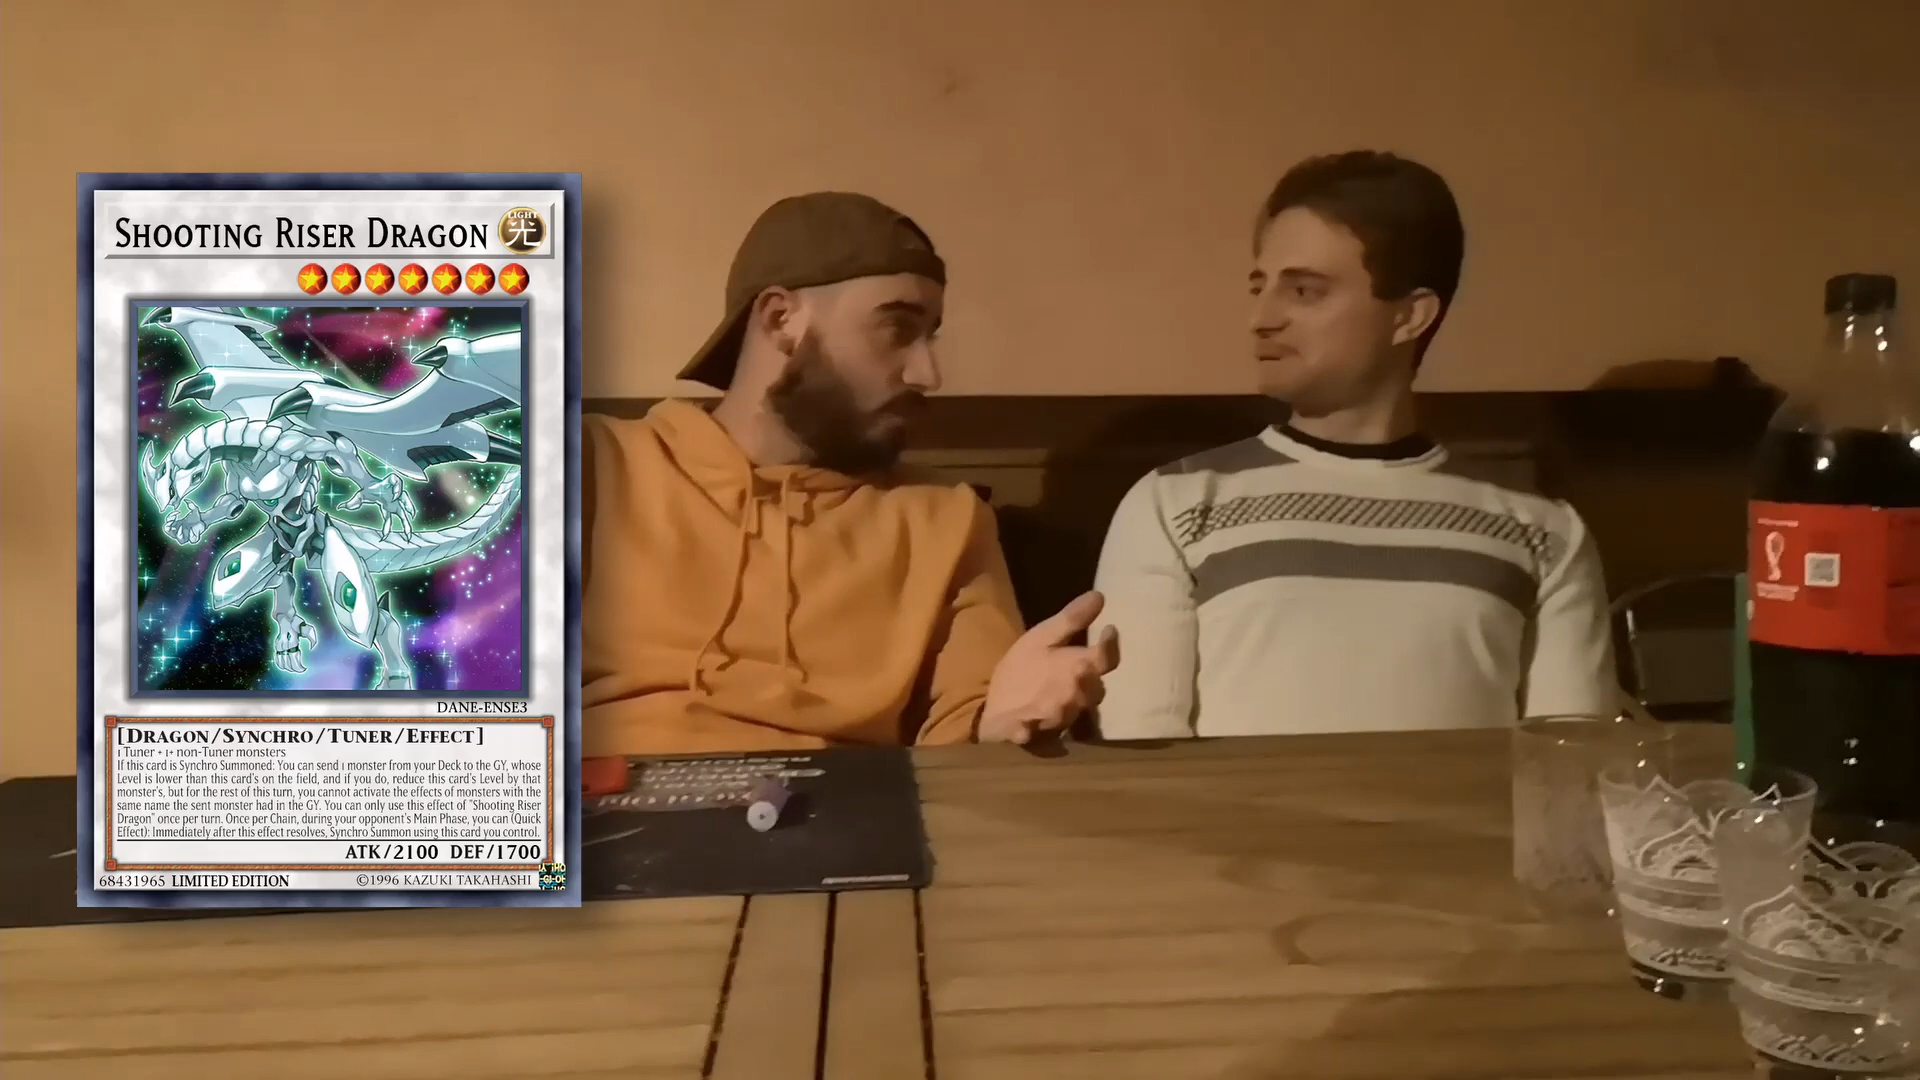 SHOOTING RISER DRAGON
LIGHT
光
DANE-ENSE3
[DRAGON/SYNCHRO/TUNER/EFFECT]
1 Tuner + 1+ non-Tuner monsters
If this card is Synchro Summoned: You can send 1 monster from your Deck to the GY, whose
Level is lower than this card's on the field, and if you do, reduce this card's Level by that
monster's, but for the rest of this turn, you cannot activate the effects of monsters with the
same name the sent monster had in the GY. You can only use this effect of "Shooting Riser
Dragon" once per turn. Once per Chain, during your opponent's Main Phase, you can (Quick
Effect): Immediately after this effect resolves, Synchro Summon using this card you control.
ATK/2100 DEF/1700
68431965 LIMITED EDITION
©1996 KAZUKI TAKAHASHI